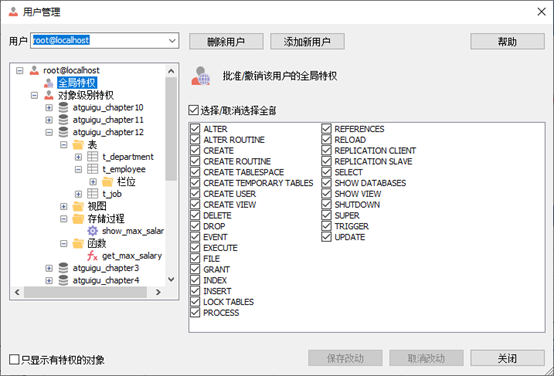 用户管理
用户 root@localhost 删除用户 添加新用户 帮助
root@localhost
全局特权
对象级别特权
atguigu_chapter10
atguigu_chapter11
atguigu_chapter12
表
t_department
t_employee
栏位
t_job
视图
存储过程
show_max_salar
函数
get_max_salary
atguigu_chapter3
atguigu_chapter4
批准/撤销该用户的全局特权
选择/取消选择全部
ALTER
ALTER ROUTINE
CREATE
CREATE ROUTINE
CREATE TABLESPACE
CREATE TEMPORARY TABLES
CREATE USER
CREATE VIEW
DELETE
DROP
EVENT
EXECUTE
FILE
GRANT
INDEX
INSERT
LOCK TABLES
PROCESS
REFERENCES
RELOAD
REPLICATION CLIENT
REPLICATION SLAVE
SELECT
SHOW DATABASES
SHOW VIEW
SHUTDOWN
SUPER
TRIGGER
UPDATE
只显示有特权的对象 保存改动 取消改动 关闭